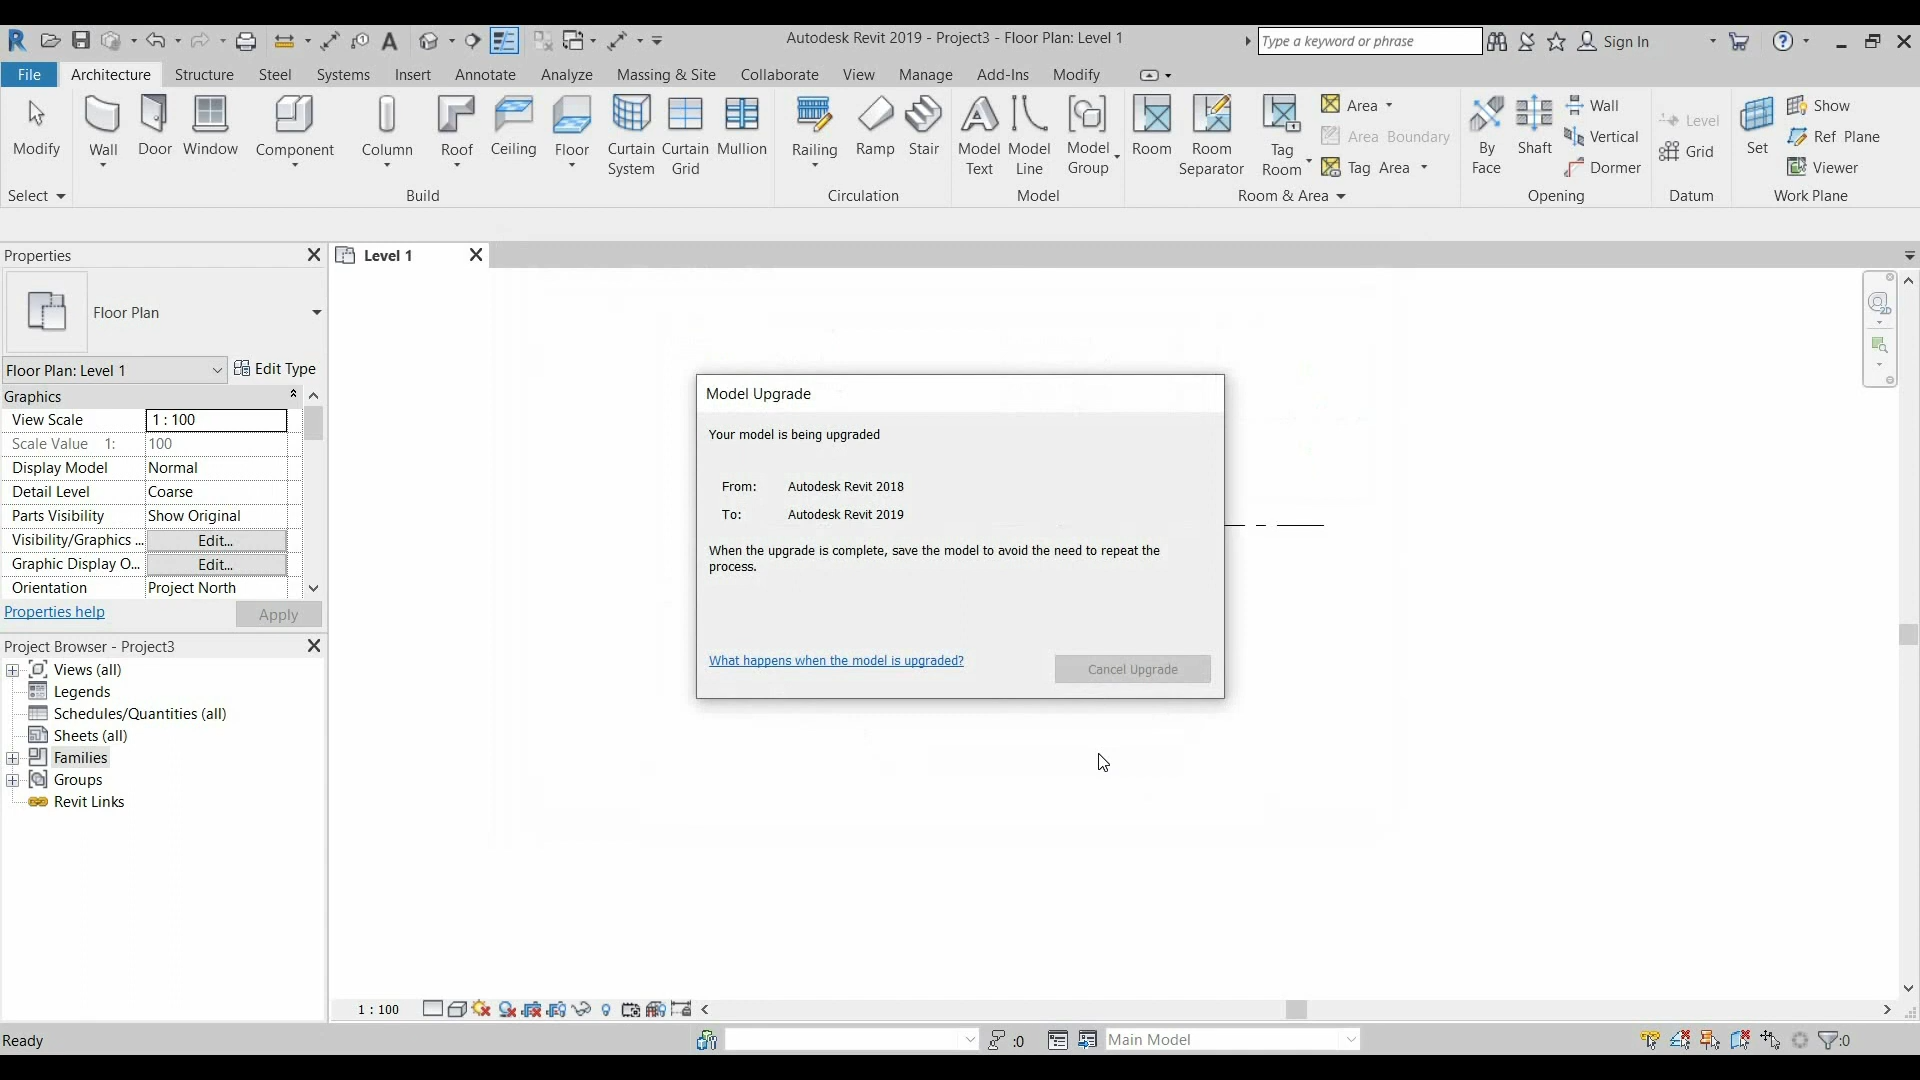 Autodesk Revit 2019 - Project3 - Floor Plan: Level 1
Type a keyword or phrase
Sign In
File Architecture Structure Steel Systems Insert Annotate Analyze Massing & Site Collaborate View Manage Add-Ins Modify
Modify
Wall
Door
Window
Component
Column
Roof
Ceiling
Floor
Curtain
System
Curtain
Grid
Mullion
Railing
Ramp
Stair
Model
Text
Model
Line
Model
Group
Room
Room
Separator
Tag
Room
Area
Area Boundary
Tag Area
By
Face
Shaft
Wall
Vertical
Dormer
Level
Grid
Set
Show
Ref Plane
Viewer
Select Build Circulation Model Room & Area Opening Datum Work Plane
Properties
Level 1
Floor Plan
2D
Floor Plan: Level 1
Edit Type
Graphics
View Scale 1 : 100
Scale Value 1: 100
Display Model Normal
Detail Level Coarse
Parts Visibility Show Original
Visibility/Graphics ... Edit...
Graphic Display O... Edit...
Orientation Project North
Properties help
Apply
Project Browser - Project3
Views (all)
Legends
Schedules/Quantities (all)
Sheets (all)
Families
Groups
Revit Links
Model Upgrade
Your model is being upgraded
From: Autodesk Revit 2018
To: Autodesk Revit 2019
When the upgrade is complete, save the model to avoid the need to repeat the
process.
What happens when the model is upgraded?
Cancel Upgrade
1 : 100
Ready
:0
Main Model
:0